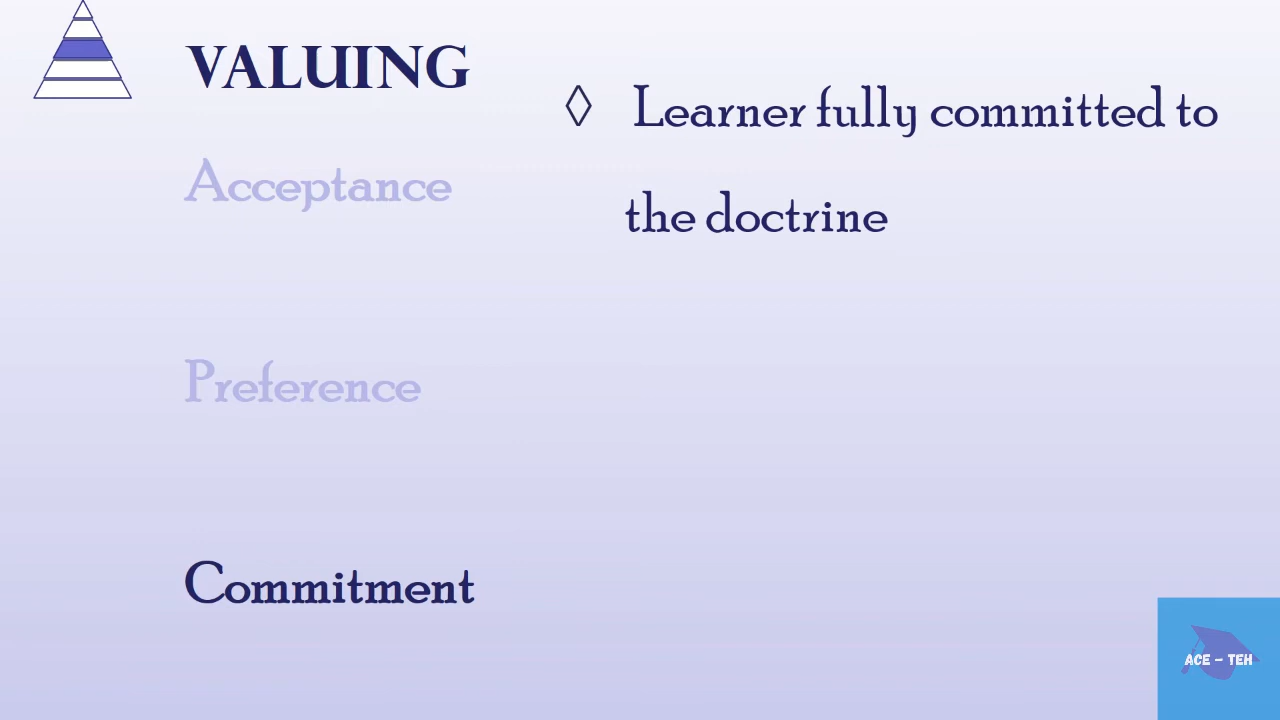 VALUING
◊ Learner fully committed to
the doctrine
Acceptance
Preference
Commitment
ACE – TEH